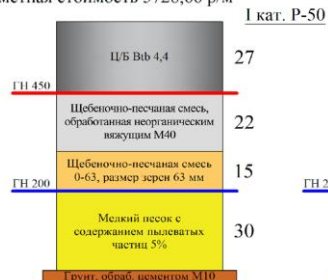 стоимость 3728,00 р/м
I кат. Р-50
Ц/Б Btb 4,4
27
ГН 450
Щебеночно-песчаная смесь,
обработанная неорганическим
вяжущим М40
22
Щебеночно-песчаная смесь
0-63, размер зерен 63 мм
15
ГН 200
ГН 2
Мелкий песок с
содержанием пылеватых
частиц 5%
30
Грунт, обраб. цементом М10